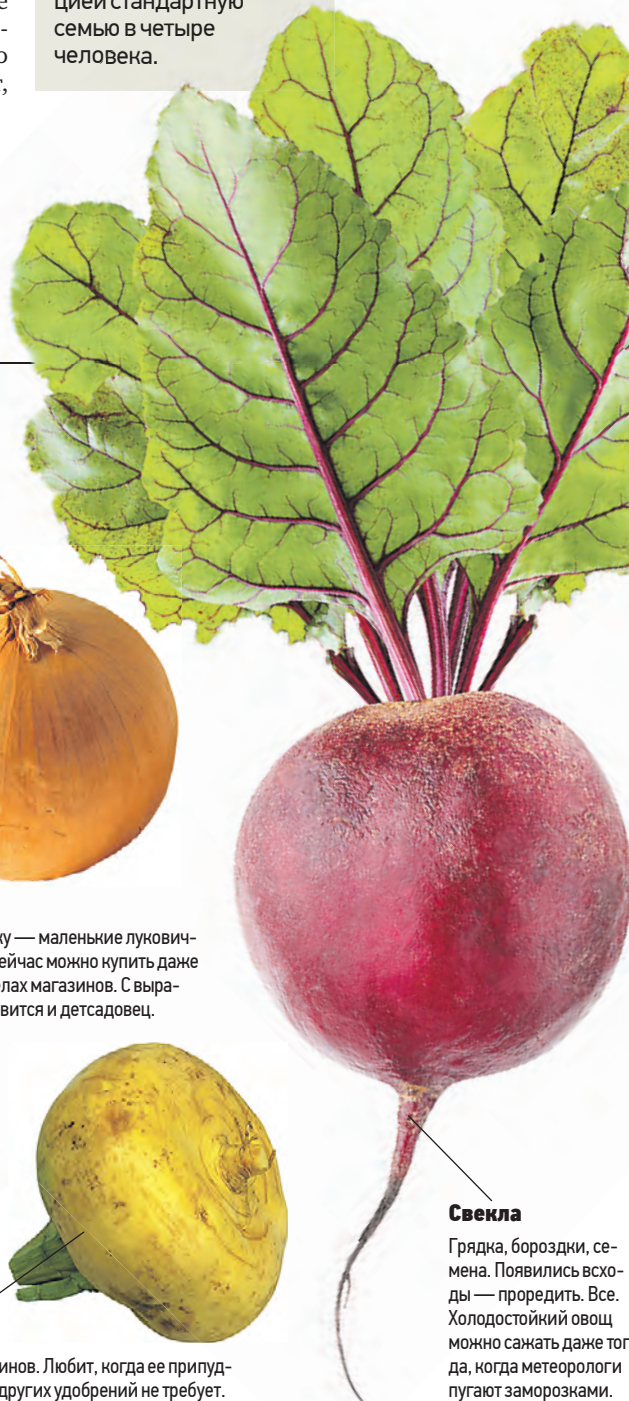 е
-
о
,
цией стандартную
семью в четыре
человека.
ку — маленькие лукович-
ейчас можно купить даже
лах магазинов. С выра-
вится и детсадовец.
Свекла
Грядка, бороздки, се-
мена. Появились всхо-
ды — проредить. Все.
Холодостойкий овощ
можно сажать даже тог
да, когда метеорологи
пугают заморозками.
инов. Любит, когда ее припуд-
других удобрений не требует.